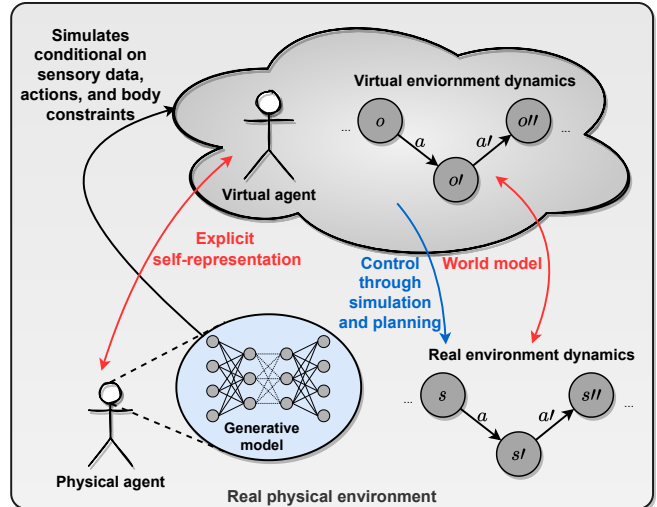 Simulates
conditional on
sensory data,
actions, and body
constraints
Virtual enviornment dynamics
... o a o′ a′ o″ ...
Virtual agent
Explicit
self-representation
Control
through
simulation
and planning
World model
Real environment dynamics
... s a s′ a′ s″ ...
Generative
model
Physical agent
Real physical environment